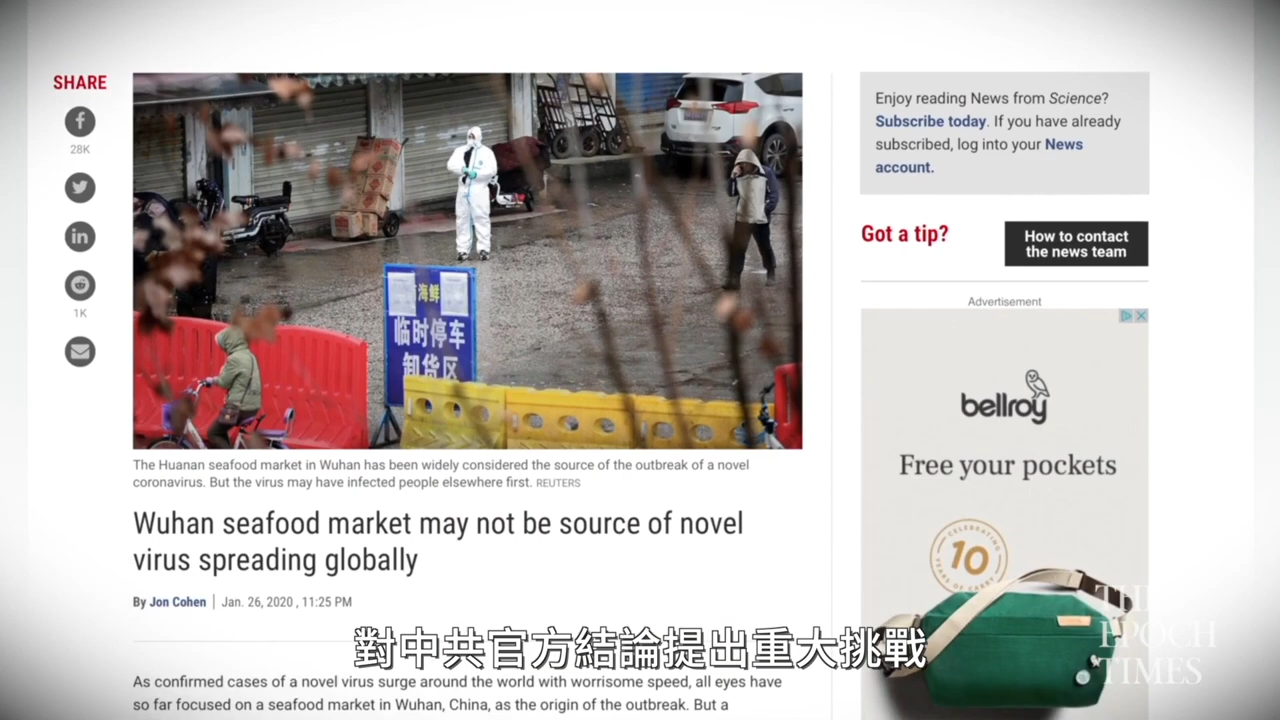 SHARE
28K
1K
海鲜
临时停车
卸货区
The Huanan seafood market in Wuhan has been widely considered the source of the outbreak of a novel
coronavirus. But the virus may have infected people elsewhere first. REUTERS
Wuhan seafood market may not be source of novel
virus spreading globally
By Jon Cohen | Jan. 26, 2020 , 11:25 PM
As confirmed cases of a novel virus surge around the world with worrisome speed, all eyes have
so far focused on a seafood market in Wuhan, China, as the origin of the outbreak. But a
Enjoy reading News from Science?
Subscribe today. If you have already
subscribed, log into your News
account.
Got a tip?
How to contact
the news team
Advertisement
bellroy
Free your pockets
CELEBRATING
10
YEARS OF CARRY
對中共官方結論提出重大挑戰
THE
EPOCH
TIMES